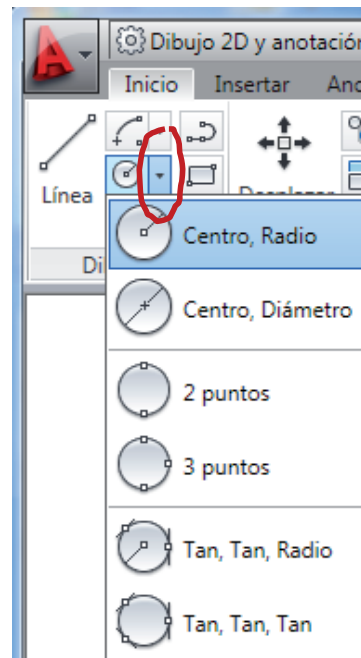 Dibujo 2D y anotación
Inicio Insertar
Línea
Centro, Radio
Centro, Diámetro
2 puntos
3 puntos
Tan, Tan, Radio
Tan, Tan, Tan